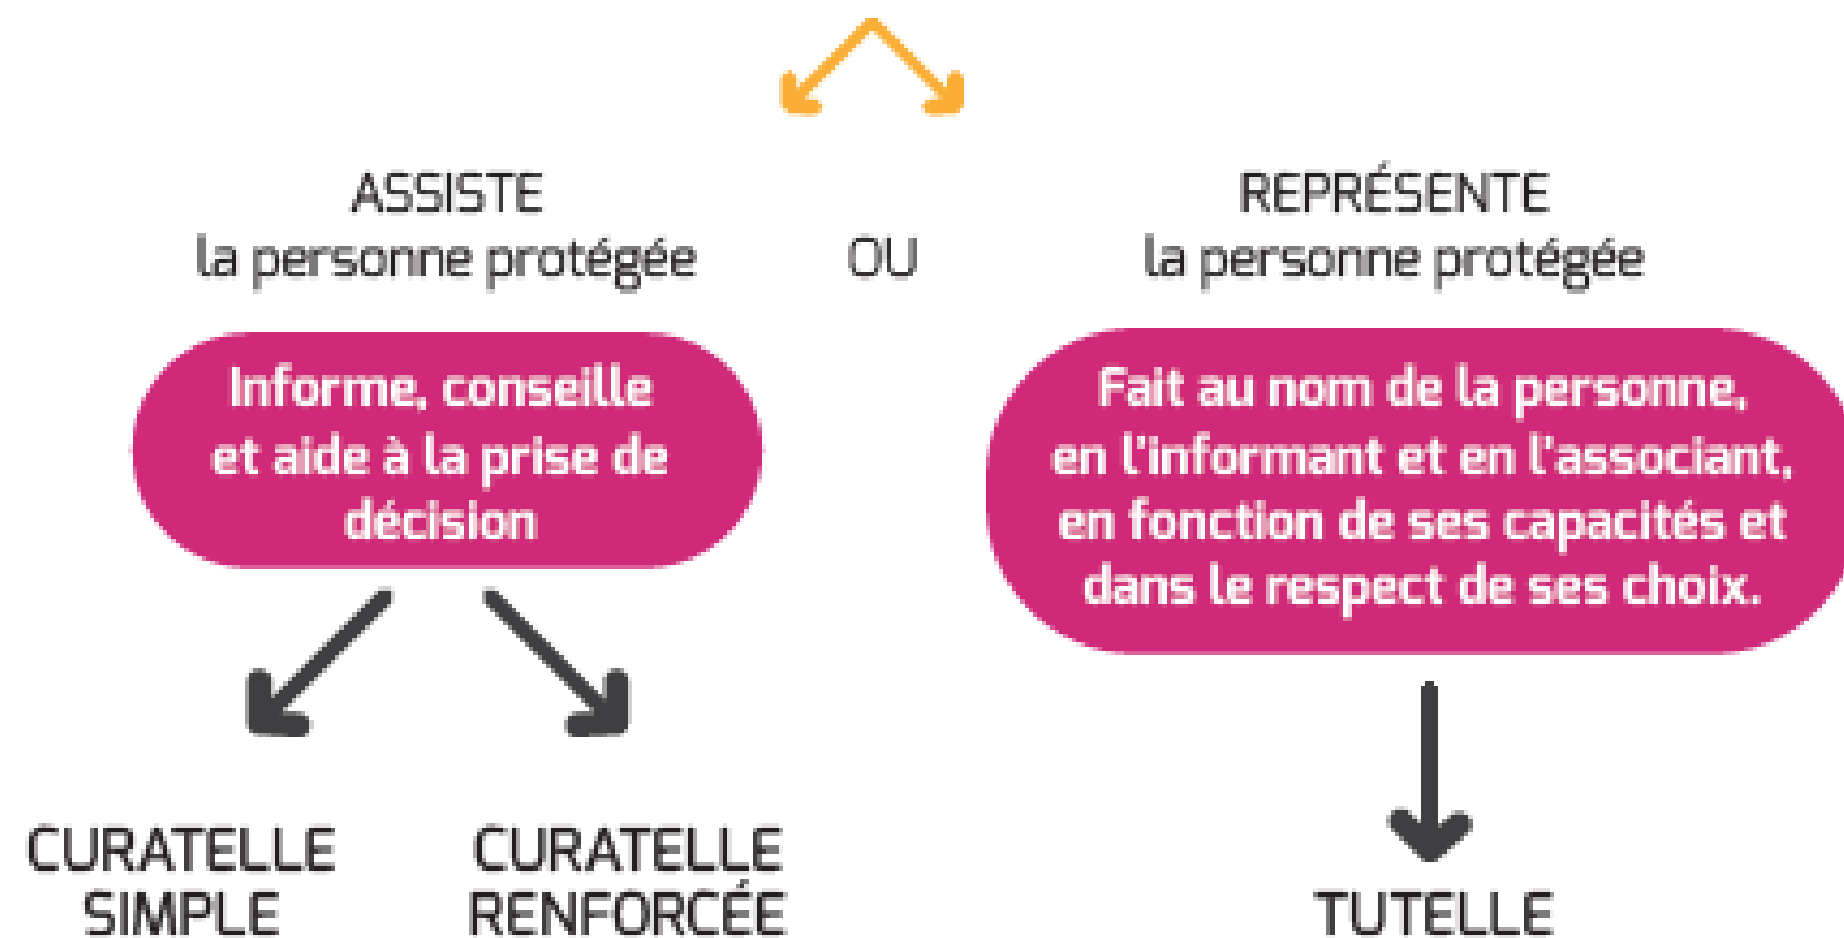 ASSISTE
la personne protégée
OU
REPRÉSENTE
la personne protégée
Informe, conseille
et aide à la prise de
décision
Fait au nom de la personne,
en l'informant et en l'associant,
en fonction de ses capacités et
dans le respect de ses choix.
CURATELLE
SIMPLE
CURATELLE
RENFORCÉE
TUTELLE